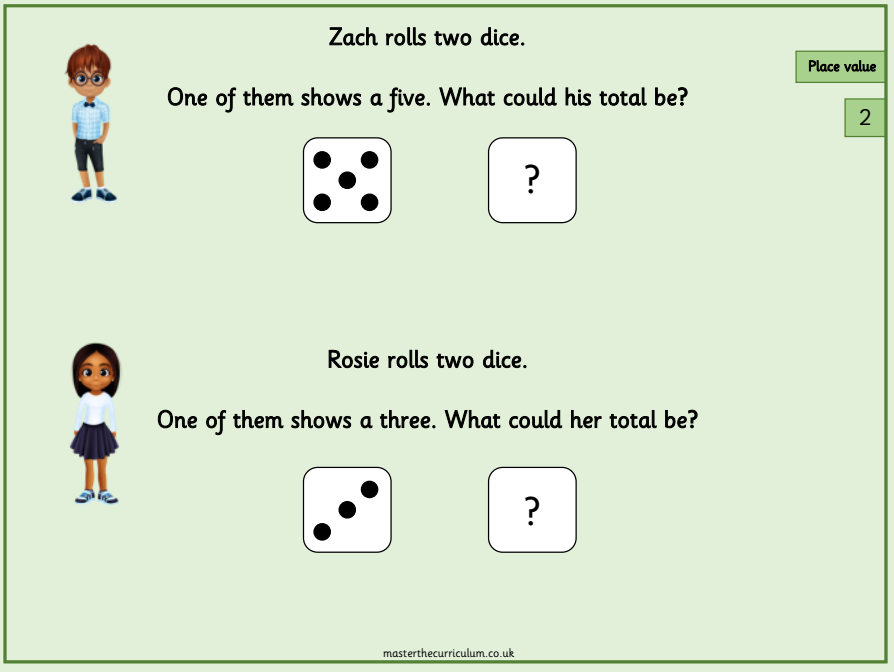 Zach rolls two dice.
Place value
One of them shows a five. What could his total be?
2
?
Rosie rolls two dice.
One of them shows a three. What could her total be?
?
masterthecurriculum.co.uk